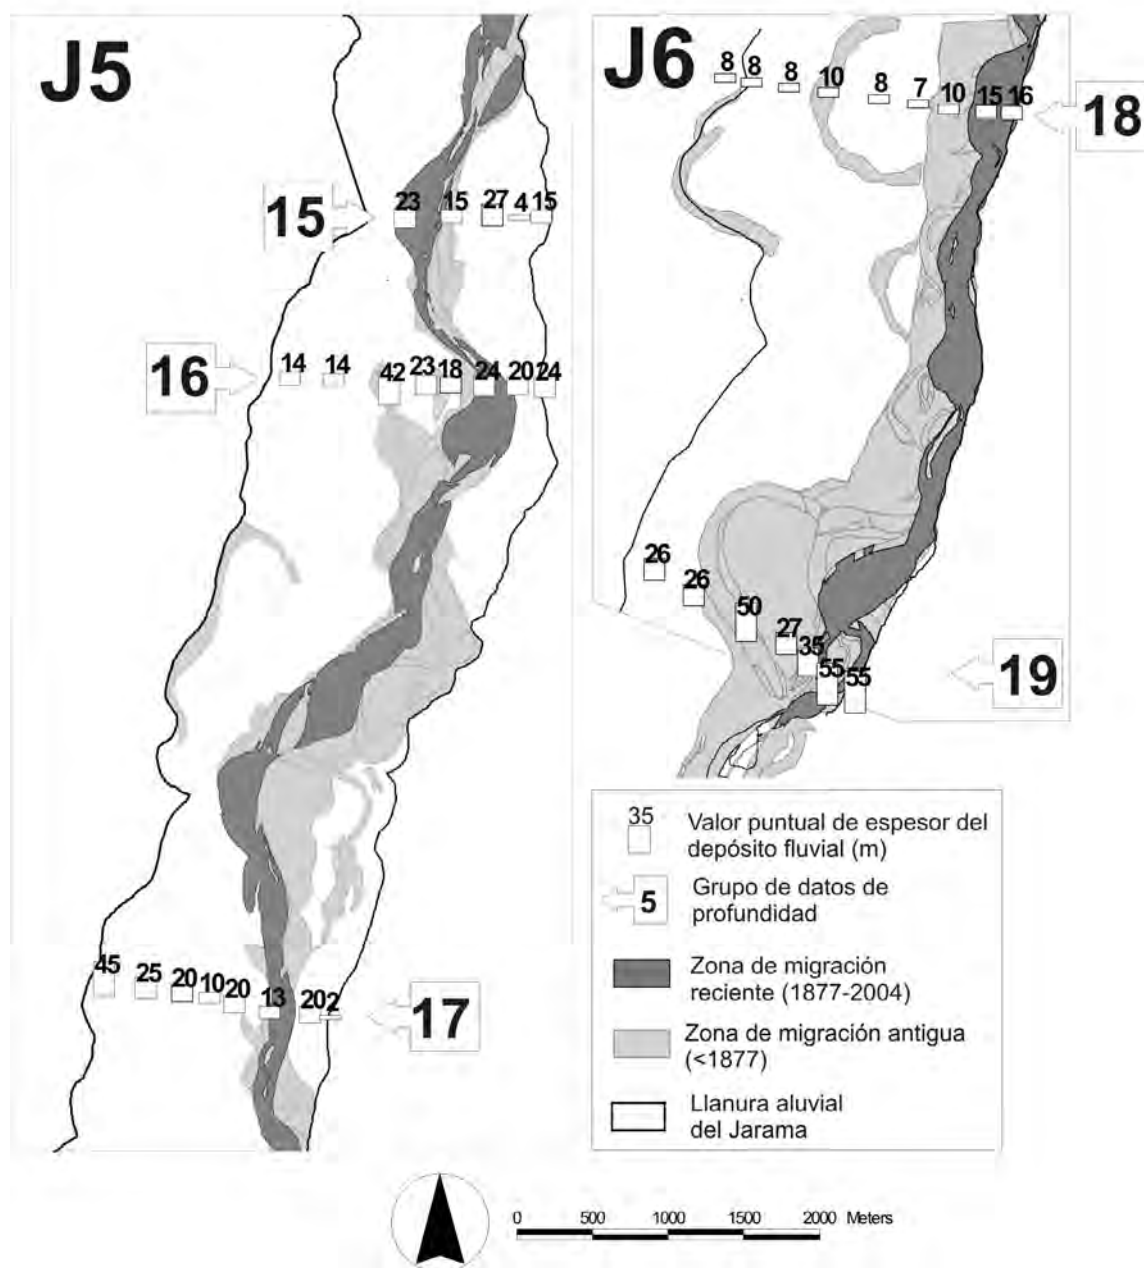 J5
J6
8 8 8 10 8 7 10 15 16
18
15
23 15 27 4 15
16
14 14 42 23 18 24 20 24
26
26
50
27
35
55 55
19
45 25 20 10 20 13 20 2
17
35
Valor puntual de espesor del
depósito fluvial (m)
5
Grupo de datos de
profundidad
Zona de migración
reciente (1877-2004)
Zona de migración antigua
(<1877)
Llanura aluvial
del Jarama
0 500 1000 1500 2000 Meters